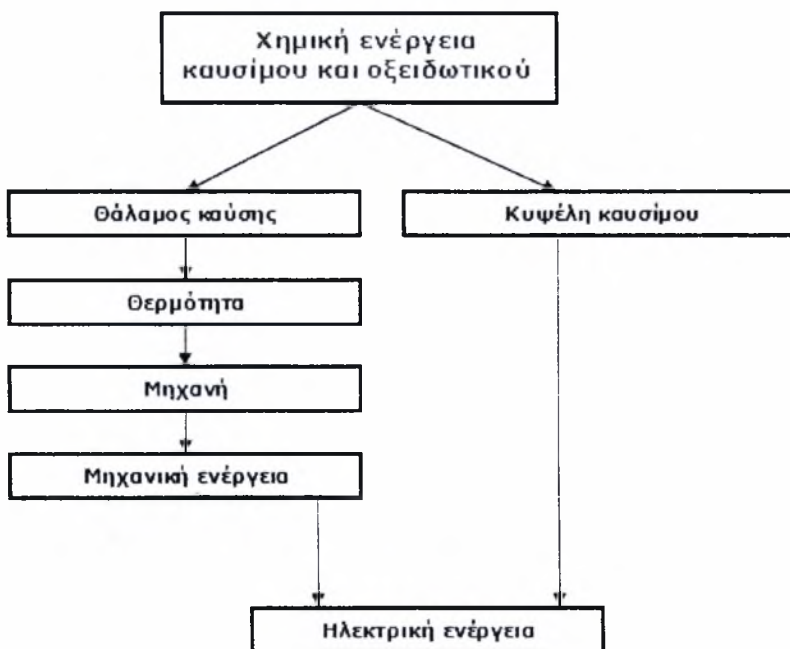 Χημική ενέργεια
καυσίμου και οξειδωτικού
Θάλαμος καύσης
Κυψέλη καυσίμου
Θερμότητα
Μηχανή
Μηχανική ενέργεια
Ηλεκτρική ενέργεια